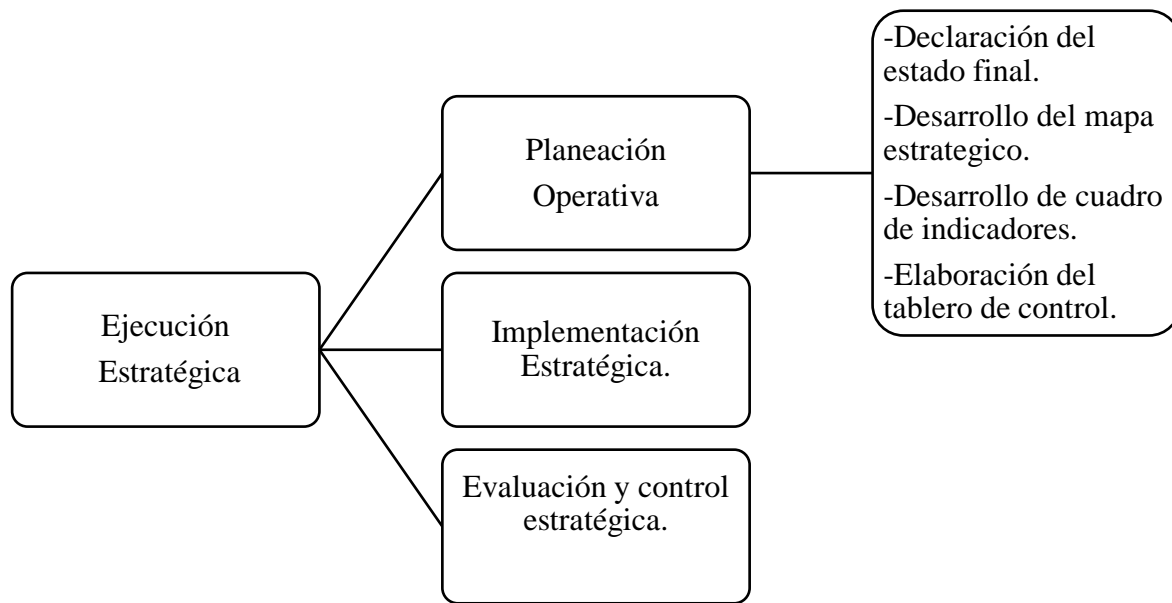 Ejecución
Estratégica
Planeación
Operativa
-Declaración del
estado final.
-Desarrollo del mapa
estrategico.
-Desarrollo de cuadro
de indicadores.
-Elaboración del
tablero de control.
Implementación
Estratégica.
Evaluación y control
estratégica.